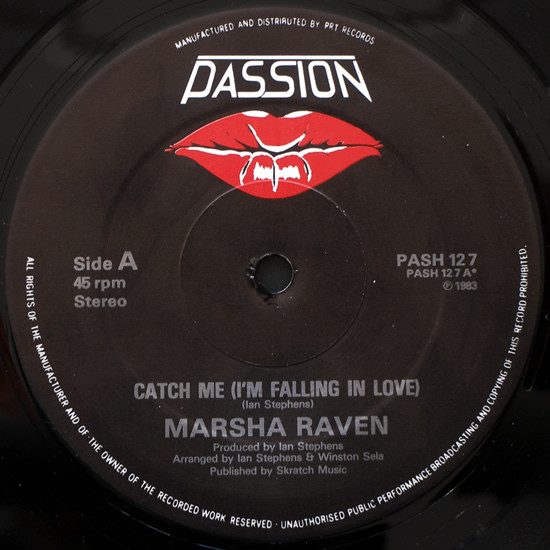 MANUFACTURED AND DISTRIBUTED BY PRT RECORDS
PASSION
Side A
45 rpm
Stereo
PASH 12 7
PASH 12 7 A*
℗ 1983
CATCH ME (I'M FALLING IN LOVE)
(Ian Stephens)
MARSHA RAVEN
Produced by Ian Stephens
Arranged by Ian Stephens & Winston Sela
Published by Skratch Music
ALL RIGHTS OF THE MANUFACTURER AND OF THE OWNER OF THE RECORDED WORK RESERVED · UNAUTHORISED PUBLIC PERFORMANCE BROADCASTING AND COPYING OF THIS RECORD PROHIBITED.